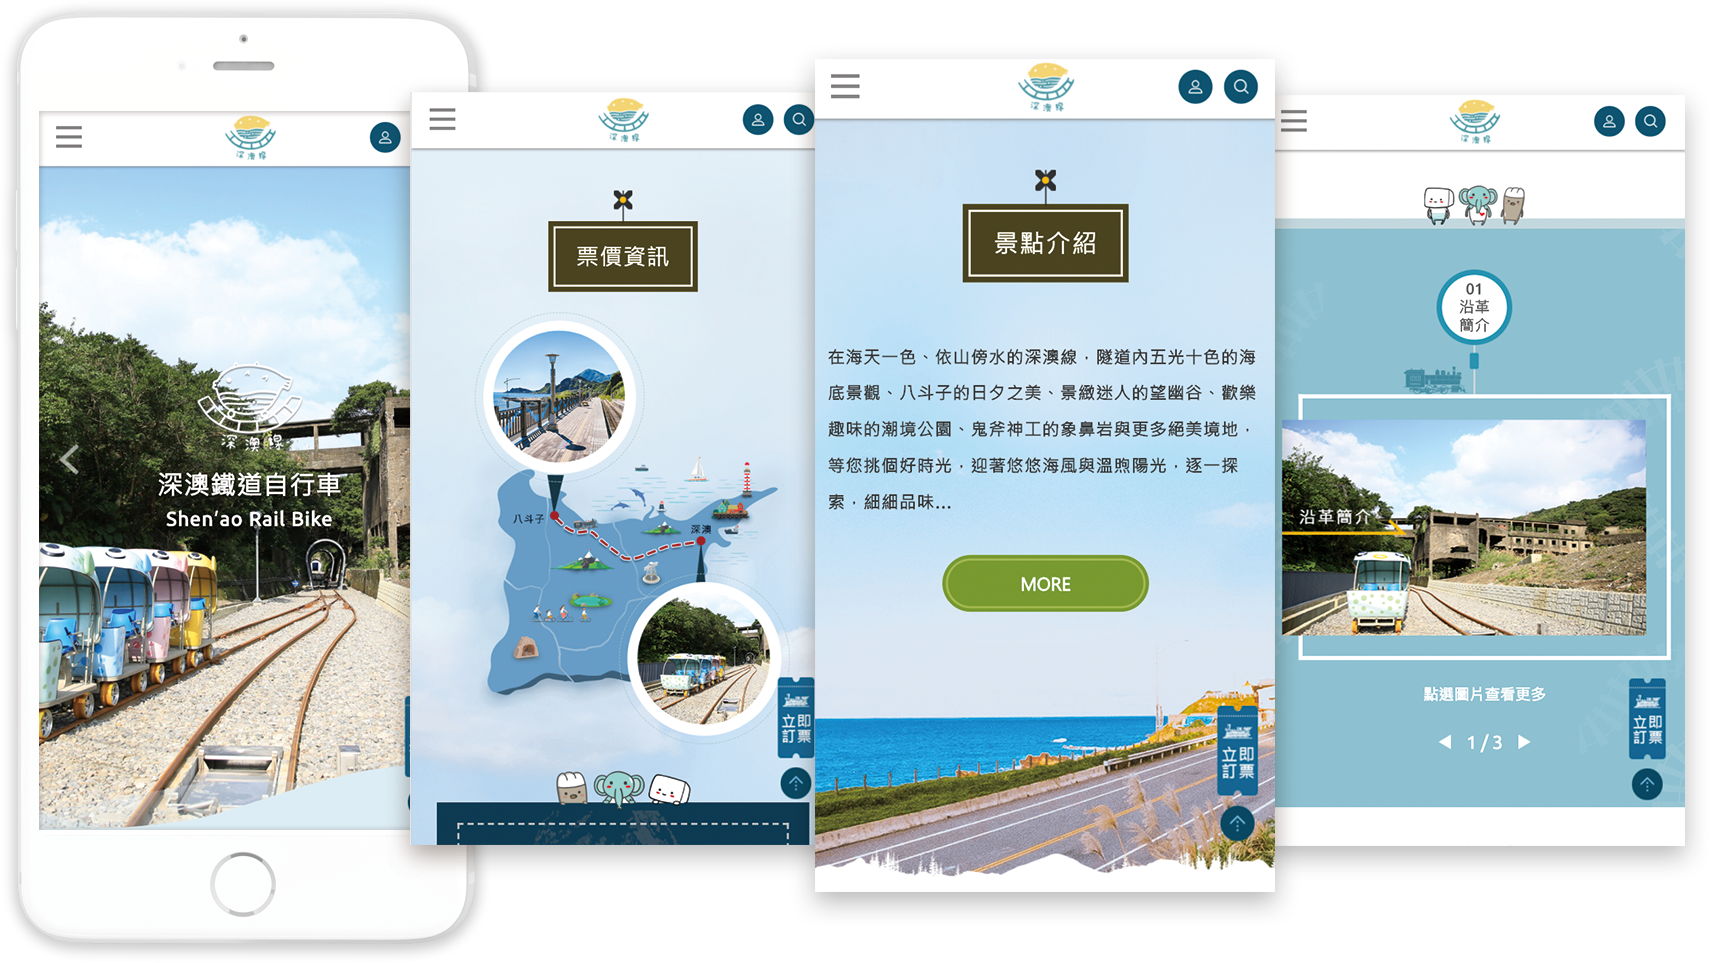 深澳線
深澳線
深澳鐵道自行車
Shen'ao Rail Bike
深澳線
票價資訊
八斗子
深澳
立即
訂票
深澳線
景點介紹
在海天一色、依山傍水的深澳線，隧道內五光十色的海
底景觀、八斗子的日夕之美、景緻迷人的望幽谷、歡樂
趣味的潮境公園、鬼斧神工的象鼻岩與更多絕美境地，
等您挑個好時光，迎著悠悠海風與溫煦陽光，逐一探
索，細細品味...
MORE
立即
訂票
深澳線
01
沿革
簡介
沿革簡介
點選圖片查看更多
1 / 3
立即
訂票